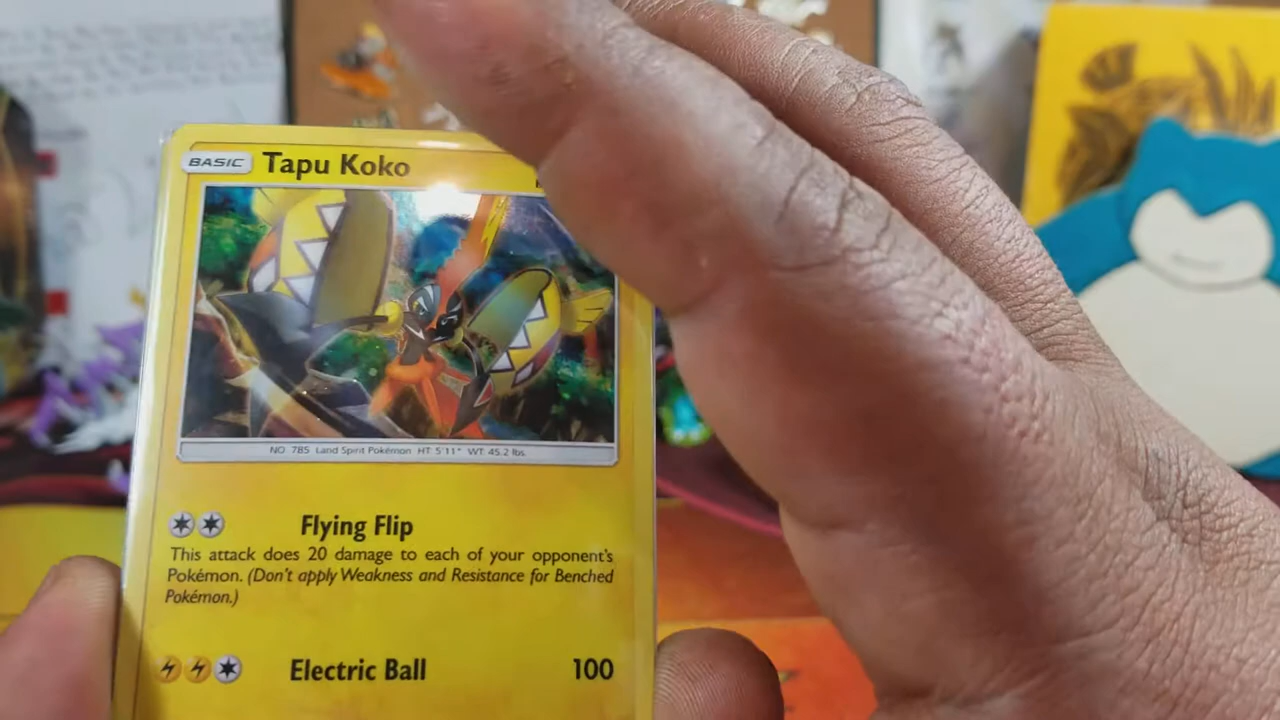 BASIC Tapu Koko
NO. 785 Land Spirit Pokémon HT: 5'11" WT: 45.2 lbs.
Flying Flip
This attack does 20 damage to each of your opponent's
Pokémon. (Don't apply Weakness and Resistance for Benched
Pokémon.)
Electric Ball 100